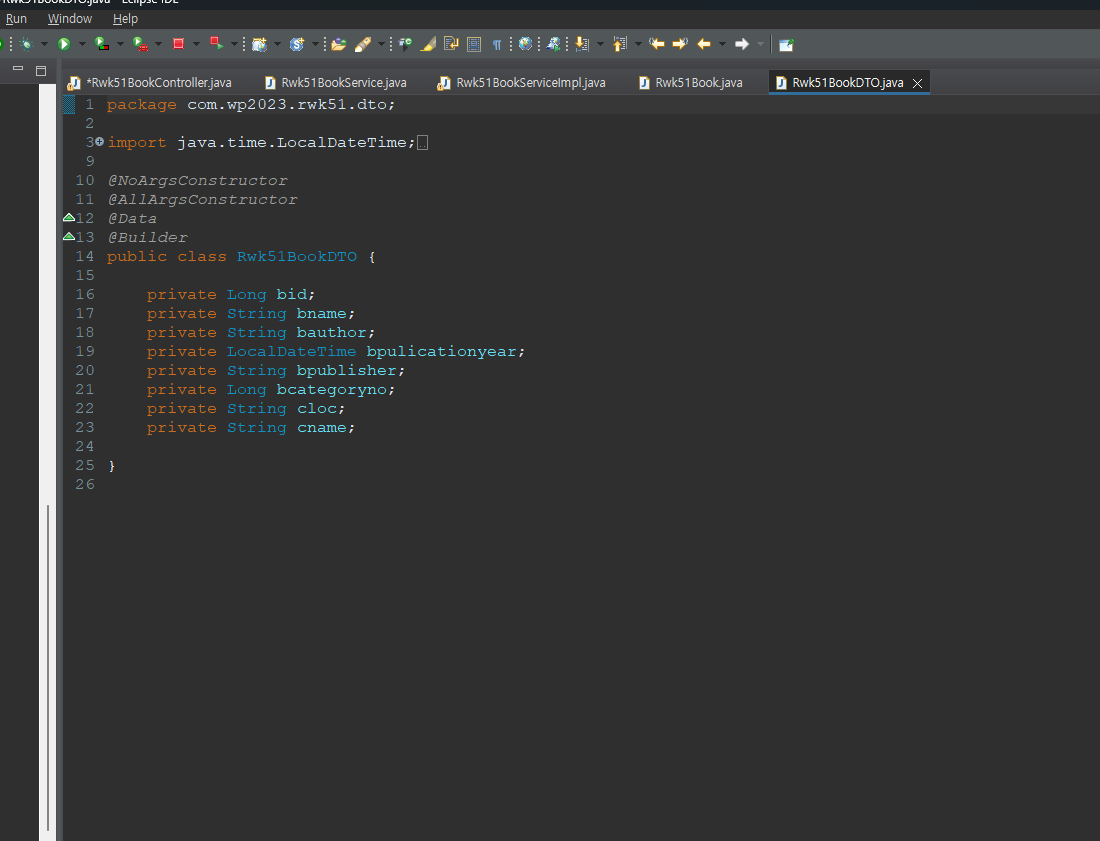 Rwk51BookDTO.java - Eclipse IDE
Run Window Help
*Rwk51BookController.java Rwk51BookService.java Rwk51BookServiceImpl.java Rwk51Book.java Rwk51BookDTO.java
1 package com.wp2023.rwk51.dto;
2
3 import java.time.LocalDateTime;
9
10 @NoArgsConstructor
11 @AllArgsConstructor
12 @Data
13 @Builder
14 public class Rwk51BookDTO {
15
16 private Long bid;
17 private String bname;
18 private String bauthor;
19 private LocalDateTime bpulicationyear;
20 private String bpublisher;
21 private Long bcategoryno;
22 private String cloc;
23 private String cname;
24
25 }
26